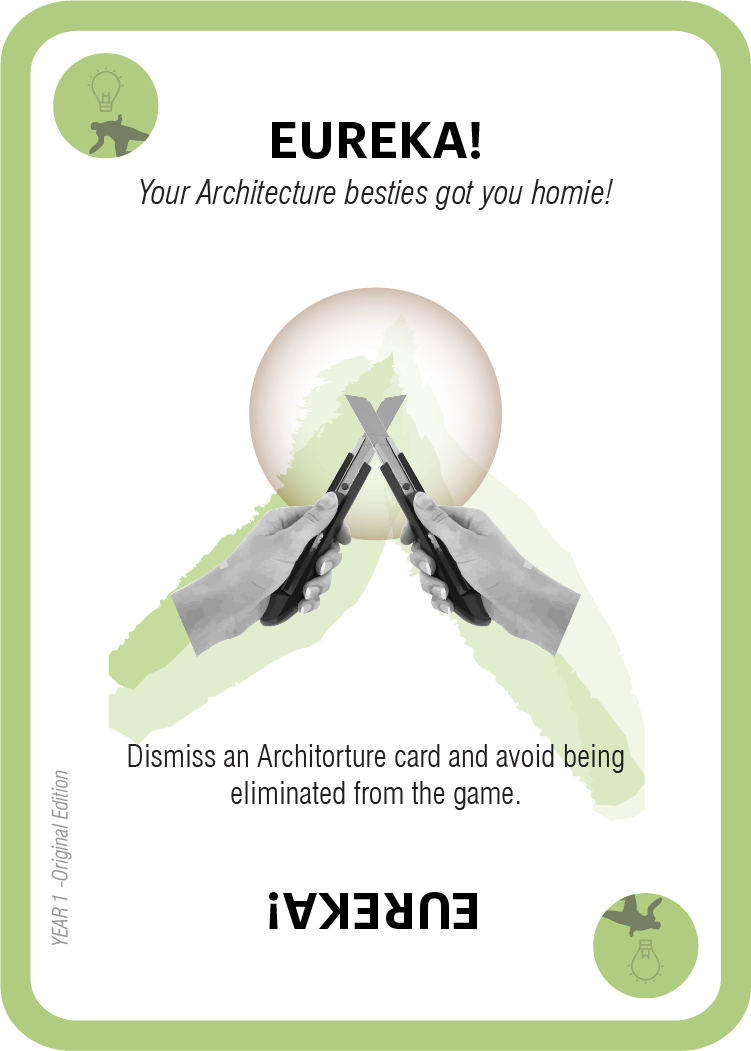 EUREKA!
Your Architecture besties got you homie!
Dismiss an Architorture card and avoid being
eliminated from the game.
YEAR 1 -Original Edition
EUREKA!